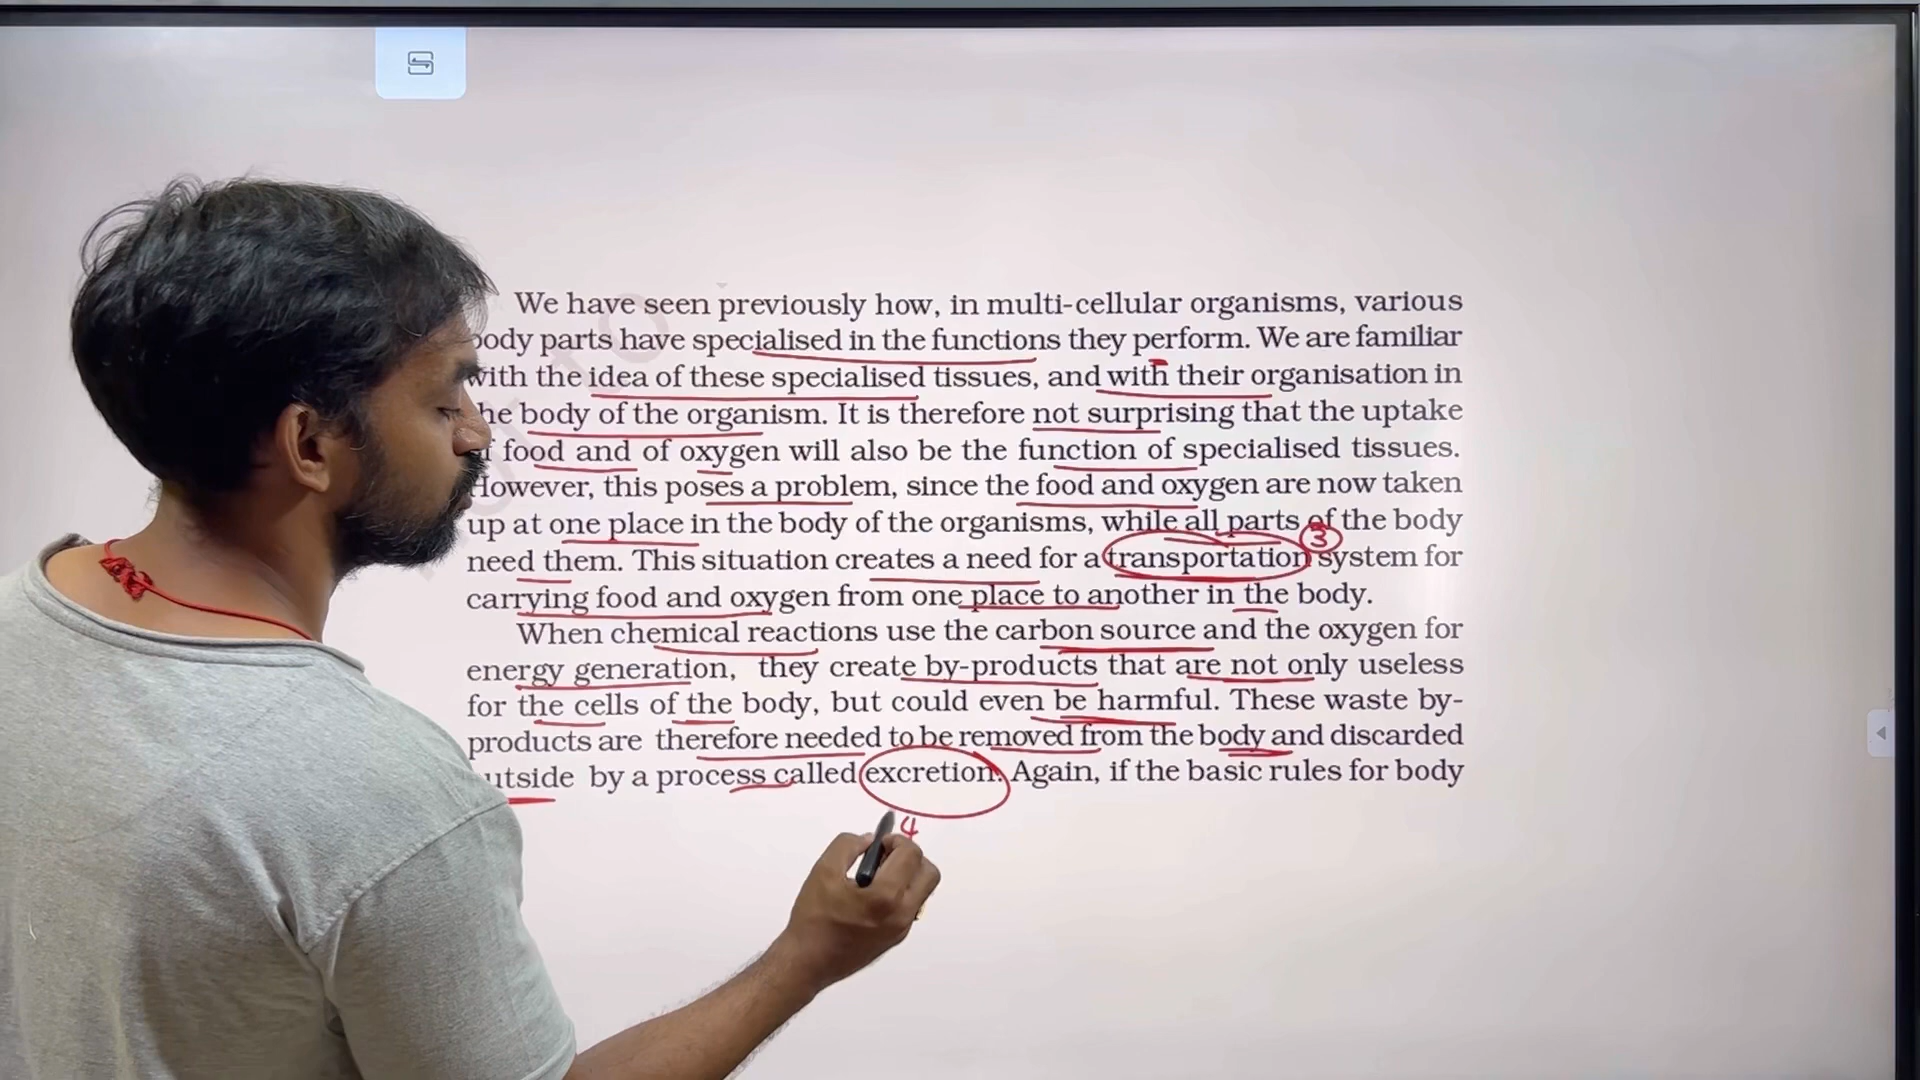 We have seen previously how, in multi-cellular organisms, various
body parts have specialised in the functions they perform. We are familiar
with the idea of these specialised tissues, and with their organisation in
the body of the organism. It is therefore not surprising that the uptake
of food and of oxygen will also be the function of specialised tissues.
However, this poses a problem, since the food and oxygen are now taken
up at one place in the body of the organisms, while all parts of the body
3
need them. This situation creates a need for a transportation system for
carrying food and oxygen from one place to another in the body.
When chemical reactions use the carbon source and the oxygen for
energy generation, they create by-products that are not only useless
for the cells of the body, but could even be harmful. These waste by-
products are therefore needed to be removed from the body and discarded
utside by a process called excretion. Again, if the basic rules for body
4